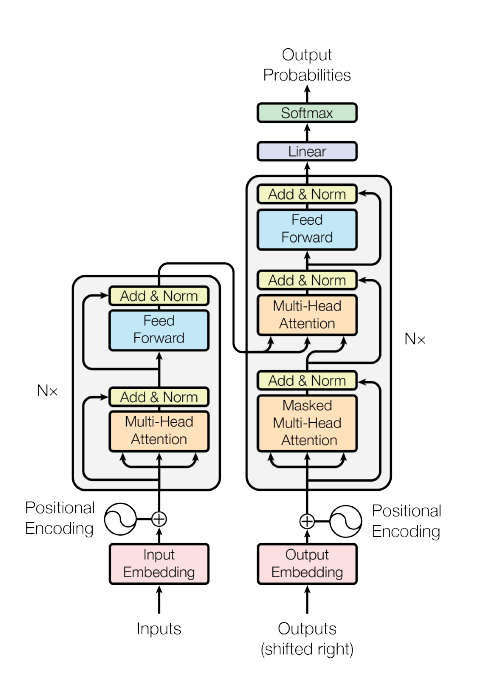 Output
Probabilities
Softmax
Linear
Add & Norm
Feed
Forward
Add & Norm
Multi-Head
Attention
Add & Norm
Masked
Multi-Head
Attention
N×
Add & Norm
Feed
Forward
Add & Norm
Multi-Head
Attention
N×
Positional
Encoding
Input
Embedding
Inputs
Positional
Encoding
Output
Embedding
Outputs
(shifted right)